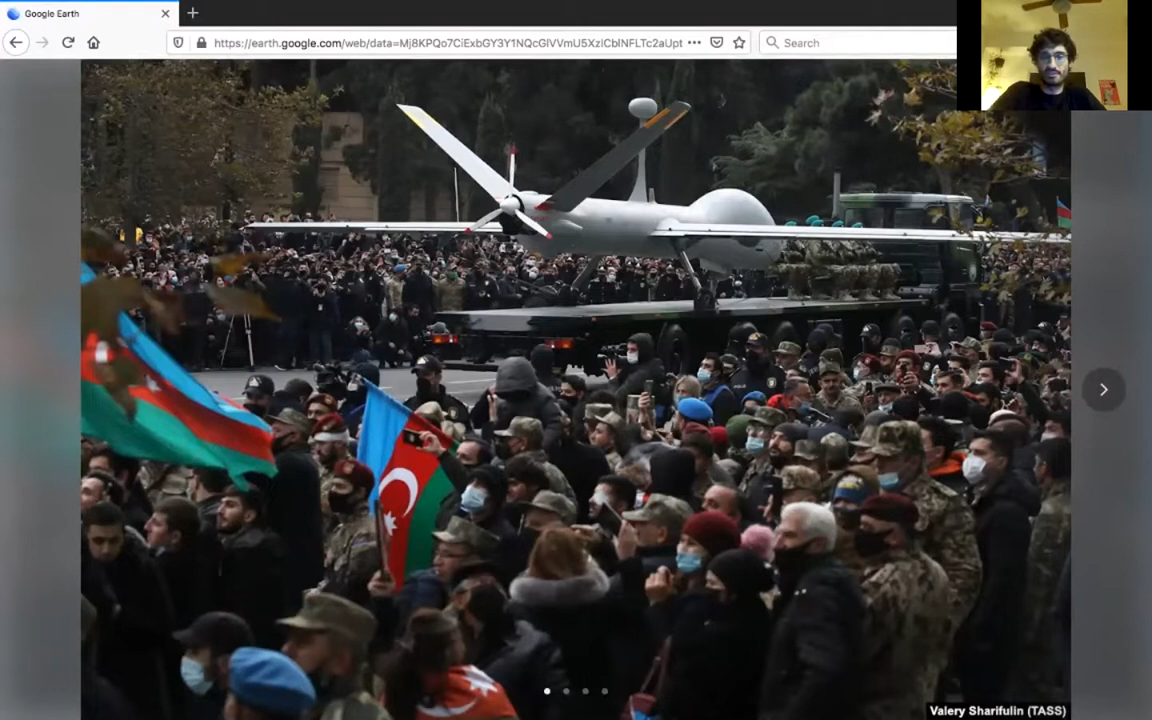 Google Earth
https://earth.google.com/web/data=Mj8KPQo7CiExbGY3Y1NQcGlVVmU5XzlCblNFLTc2aUpt
Search
Valery Sharifulin (TASS)